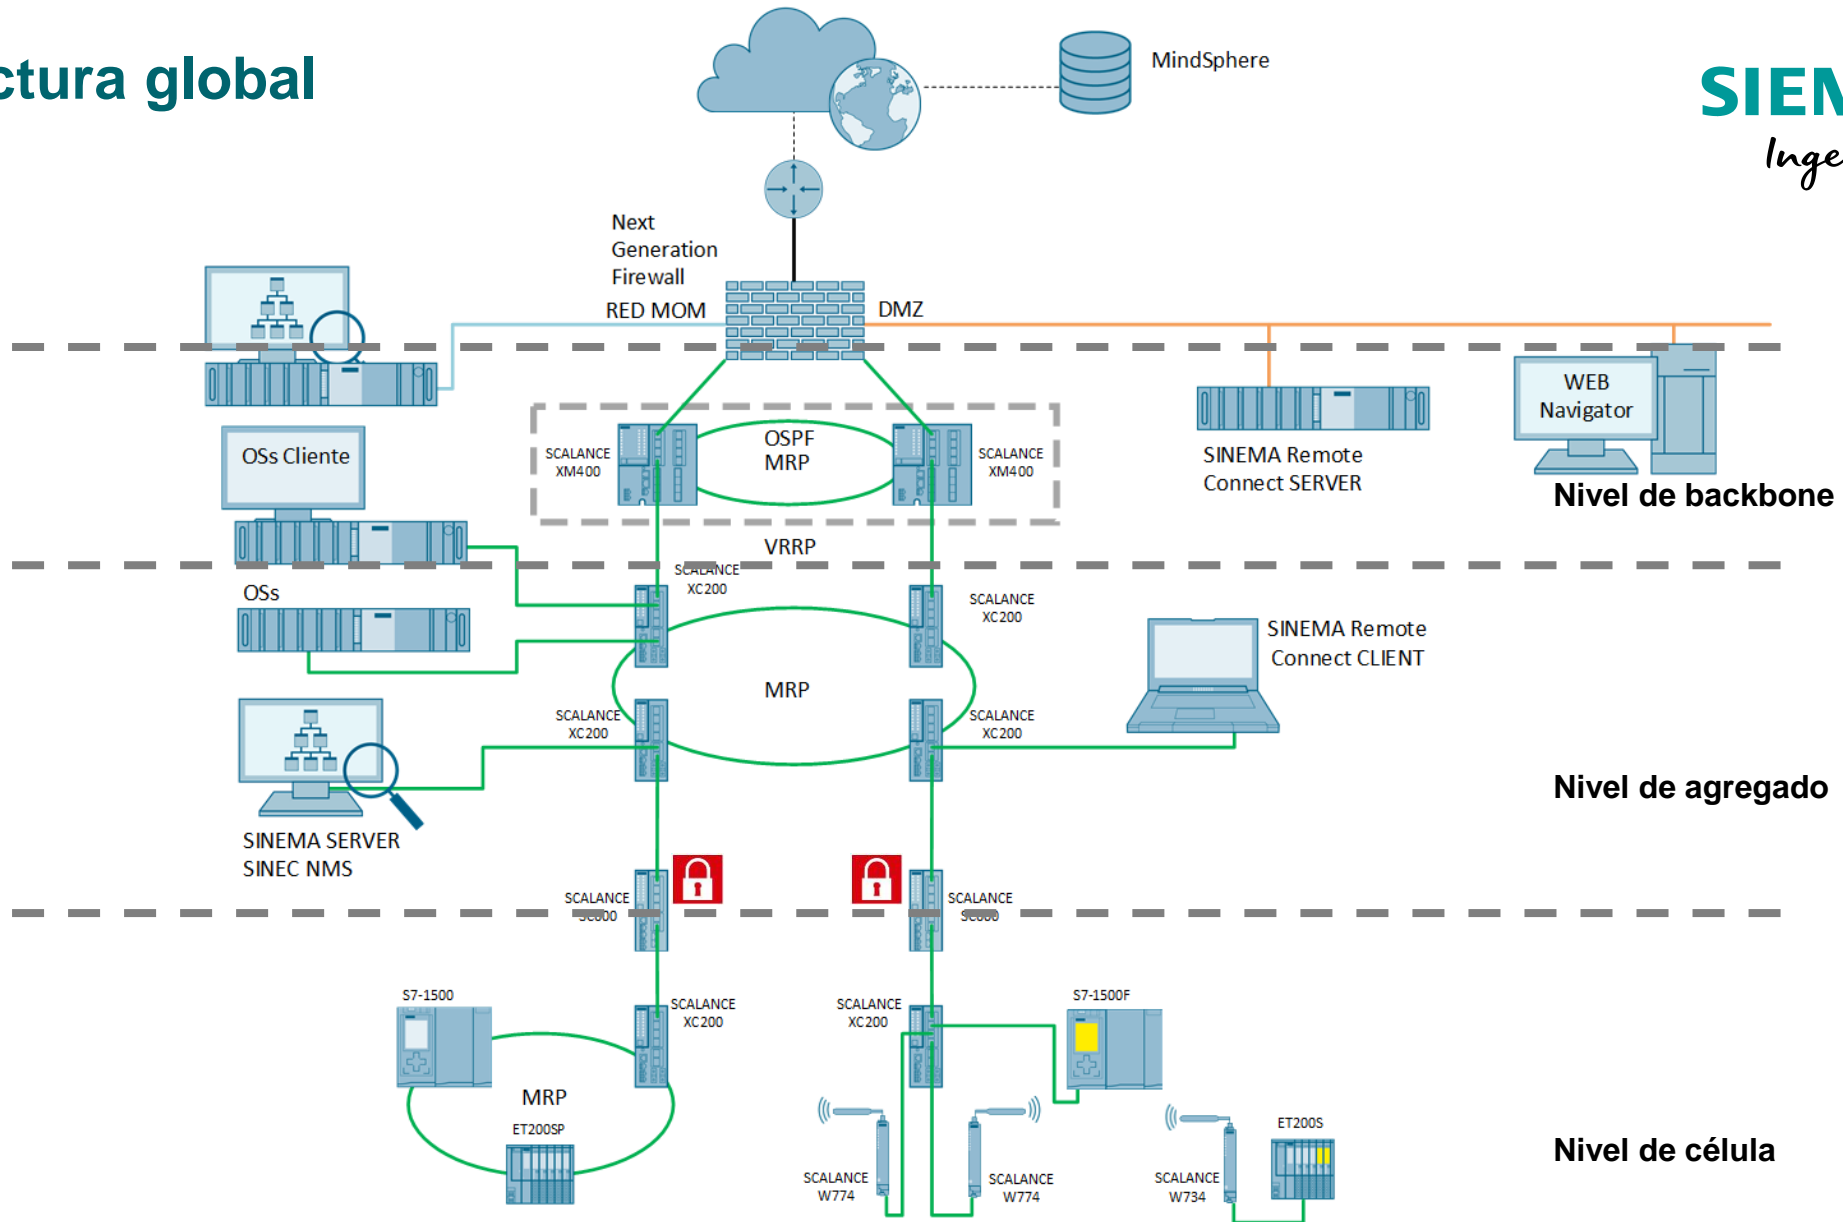 ctura global
MindSphere
SIEM
Inge
Next
Generation
Firewall
RED MOM
DMZ
WEB
Navigator
OSs Cliente
SCALANCE
XM400
OSPF
MRP
SCALANCE
XM400
SINEMA Remote
Connect SERVER
Nivel de backbone
VRRP
SCALANCE
XC200
OSs
SCALANCE
XC200
SINEMA Remote
Connect CLIENT
MRP
SCALANCE
XC200
SCALANCE
XC200
Nivel de agregado
SINEMA SERVER
SINEC NMS
SCALANCE
SC600
SCALANCE
SC600
S7-1500
SCALANCE
XC200
SCALANCE
XC200
S7-1500F
MRP
ET200SP
ET200S
Nivel de célula
SCALANCE
W774
SCALANCE
W774
SCALANCE
W734